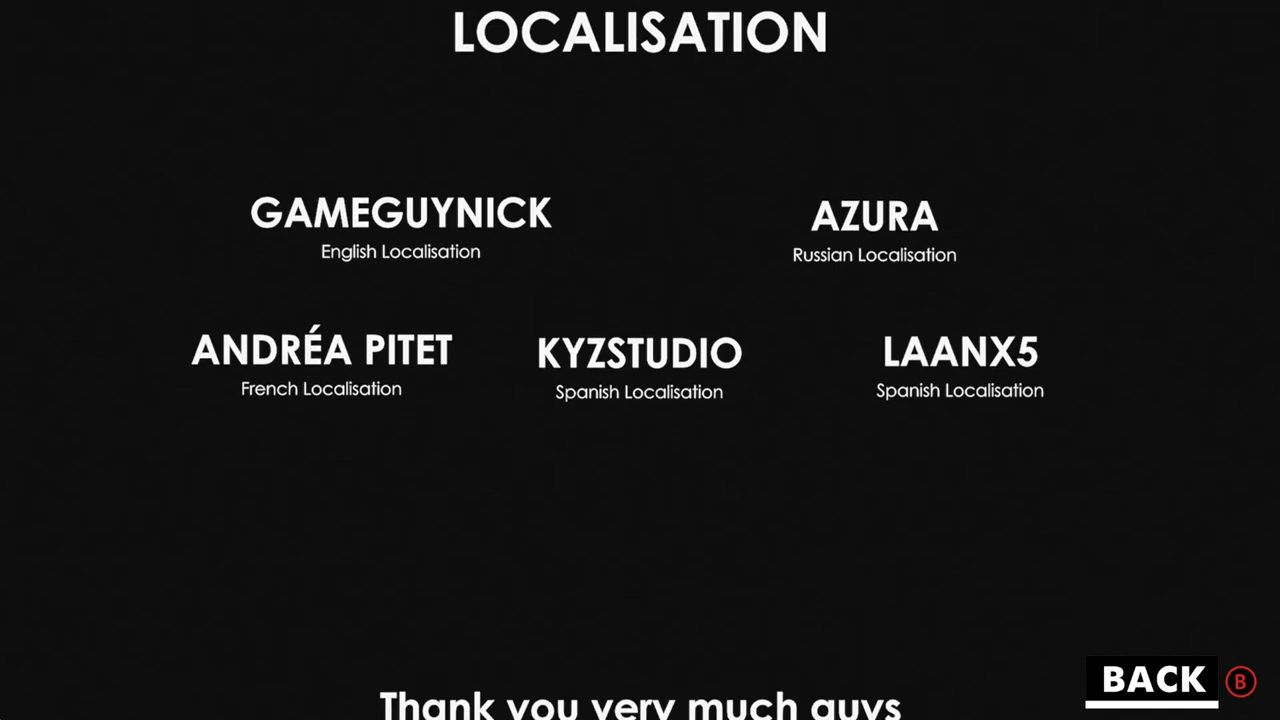 LOCALISATION
GAMEGUYNICK
English Localisation
AZURA
Russian Localisation
ANDRÉA PITET
French Localisation
KYZSTUDIO
Spanish Localisation
LAANX5
Spanish Localisation
Thank you very much guys
BACK B